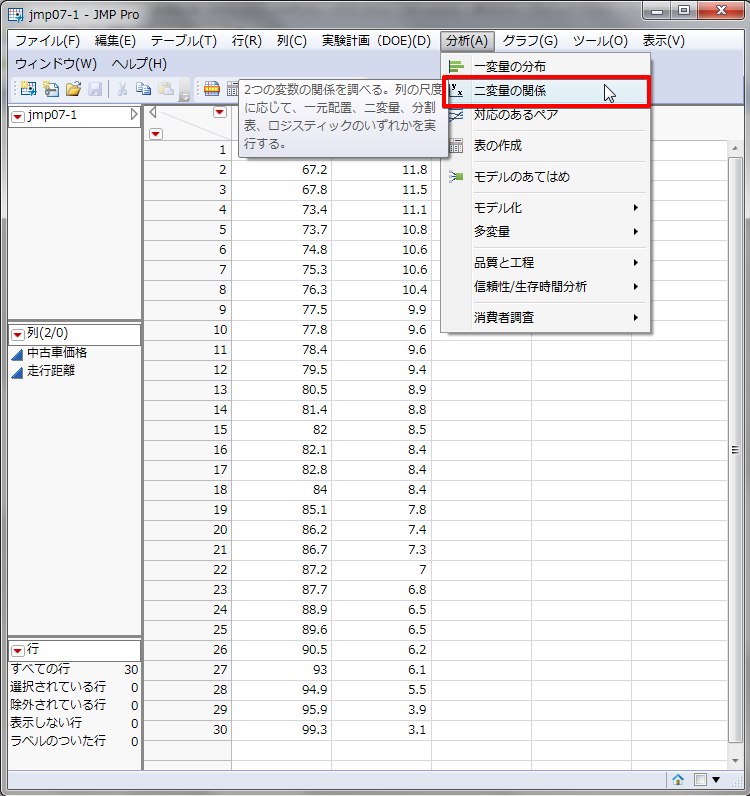 jmp07-1 - JMP Pro
ファイル(F) 編集(E) テーブル(T) 行(R) 列(C) 実験計画 (DOE)(D) 分析(A) グラフ(G) ツール(O) 表示(V)
ウィンドウ(W) ヘルプ(H)
2つの変数の関係を調べる。列の尺度
に応じて、一元配置、二変量、分割
表、ロジスティックのいずれかを実
行する。
一変量の分布
二変量の関係
対応のあるペア
表の作成
モデルのあてはめ
モデル化
多変量
品質と工程
信頼性/生存時間分析
消費者調査
jmp07-1
列(2/0)
中古車価格
走行距離
行
すべての行 30
選択されている行 0
除外されている行 0
表示しない行 0
ラベルのついた行 0
1
2 67.2 11.8
3 67.8 11.5
4 73.4 11.1
5 73.7 10.8
6 74.8 10.6
7 75.3 10.6
8 76.3 10.4
9 77.5 9.9
10 77.8 9.6
11 78.4 9.6
12 79.5 9.4
13 80.5 8.9
14 81.4 8.8
15 82 8.5
16 82.1 8.4
17 82.8 8.4
18 84 8.4
19 85.1 7.8
20 86.2 7.4
21 86.7 7.3
22 87.2 7
23 87.7 6.8
24 88.9 6.5
25 89.6 6.5
26 90.5 6.2
27 93 6.1
28 94.9 5.5
29 95.9 3.9
30 99.3 3.1